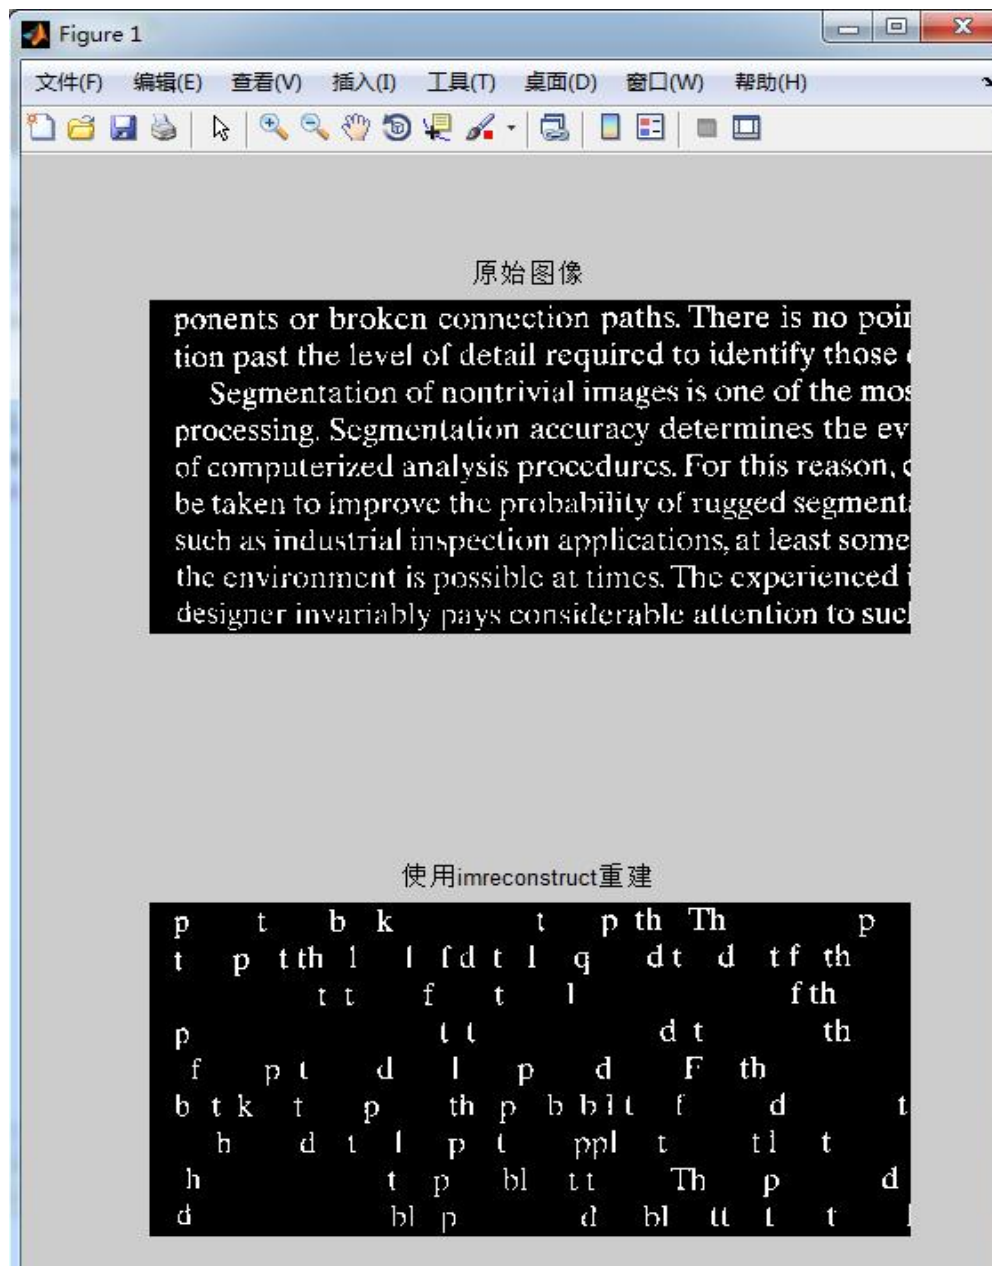 Figure 1
文件(F) 编辑(E) 查看(V) 插入(I) 工具(T) 桌面(D) 窗口(W) 帮助(H)
原始图像
ponents or broken connection paths. There is no poin
tion past the level of detail required to identify those
Segmentation of nontrivial images is one of the mos
processing. Segmentation accuracy determines the ev
of computerized analysis procedures. For this reason, c
be taken to improve the probability of rugged segmenta
such as industrial inspection applications, at least some
the environment is possible at times. The experienced i
designer invariably pays considerable attention to such
使用imreconstruct重建
p t b k t p th Th p
t p t th l l f d t l q d t d t f th
t t f t l f th
p t t d t th
f p t d l p d F th
b t k t p th p b b l t f d t
h d t l p t ppl t t l t
h t p bl t t Th p d
d bl p d bl tt t t l